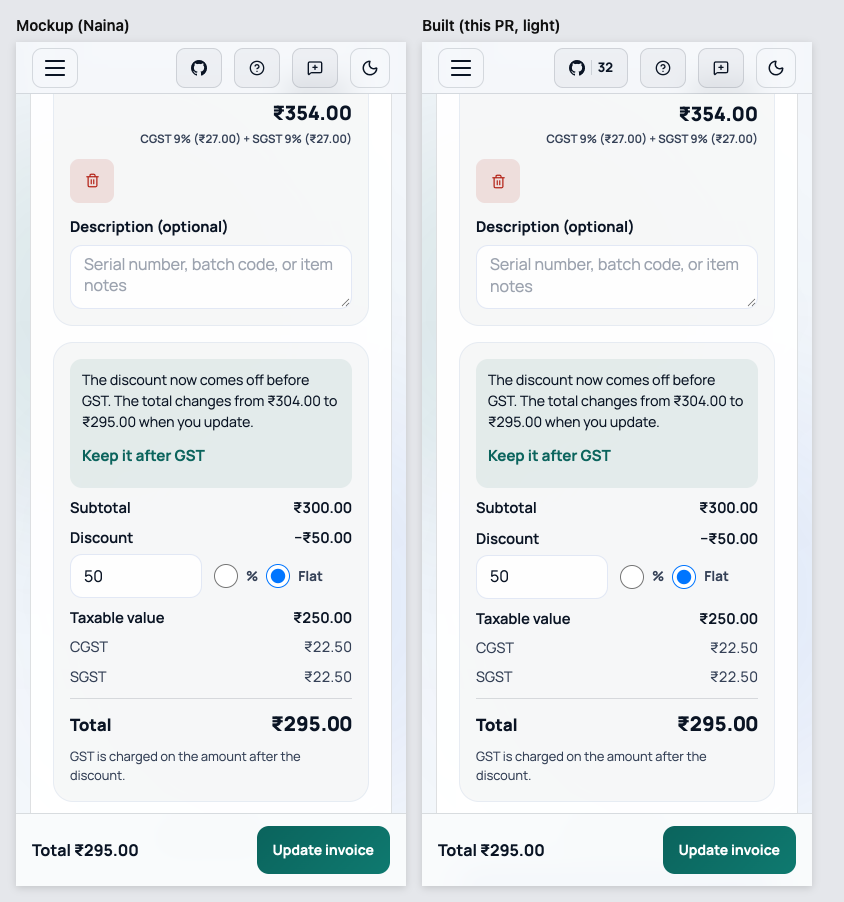 Mockup (Naina)
₹354.00
CGST 9% (₹27.00) + SGST 9% (₹27.00)
Description (optional)
Serial number, batch code, or item
notes
The discount now comes off before
GST. The total changes from ₹304.00 to
₹295.00 when you update.
Keep it after GST
Subtotal ₹300.00
Discount −₹50.00
50 % Flat
Taxable value ₹250.00
CGST ₹22.50
SGST ₹22.50
Total ₹295.00
GST is charged on the amount after the
discount.
Total ₹295.00 Update invoice
Built (this PR, light)
32
₹354.00
CGST 9% (₹27.00) + SGST 9% (₹27.00)
Description (optional)
Serial number, batch code, or item
notes
The discount now comes off before
GST. The total changes from ₹304.00 to
₹295.00 when you update.
Keep it after GST
Subtotal ₹300.00
Discount −₹50.00
50 % Flat
Taxable value ₹250.00
CGST ₹22.50
SGST ₹22.50
Total ₹295.00
GST is charged on the amount after the
discount.
Total ₹295.00 Update invoice